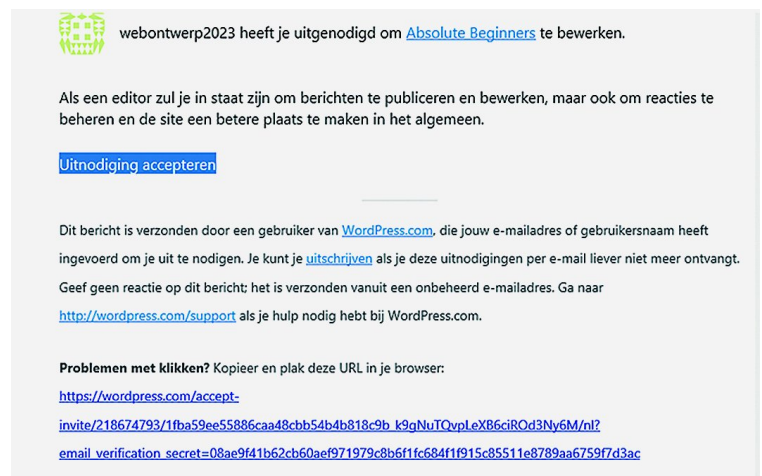 webontwerp2023 heeft je uitgenodigd om Absolute Beginners te bewerken.
Als een editor zul je in staat zijn om berichten te publiceren en bewerken, maar ook om reacties te
beheren en de site een betere plaats te maken in het algemeen.
Uitnodiging accepteren
Dit bericht is verzonden door een gebruiker van WordPress.com, die jouw e-mailadres of gebruikersnaam heeft
ingevoerd om je uit te nodigen. Je kunt je uitschrijven als je deze uitnodigingen per e-mail liever niet meer ontvangt.
Geef geen reactie op dit bericht; het is verzonden vanuit een onbeheerd e-mailadres. Ga naar
http://wordpress.com/support als je hulp nodig hebt bij WordPress.com.
Problemen met klikken? Kopieer en plak deze URL in je browser:
https://wordpress.com/accept-
invite/218674793/1fba59ee55886caa48cbb54b4b818c9b_k9gNuTQvpLeXB6ciROd3Ny6M/nl?
email_verification_secret=08ae9f41b62cb60aef971979c8b6f1fc684f1f915c85511e8789aa6759f7d3ac